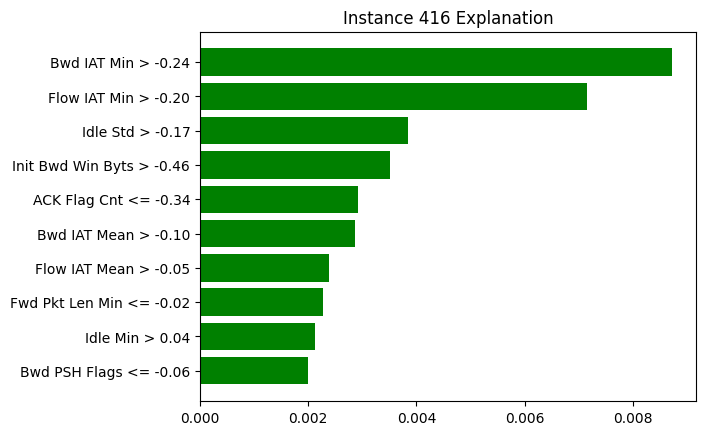 Instance 416 Explanation
Bwd IAT Min > -0.24
Flow IAT Min > -0.20
Idle Std > -0.17
Init Bwd Win Byts > -0.46
ACK Flag Cnt <= -0.34
Bwd IAT Mean > -0.10
Flow IAT Mean > -0.05
Fwd Pkt Len Min <= -0.02
Idle Min > 0.04
Bwd PSH Flags <= -0.06
0.000 0.002 0.004 0.006 0.008